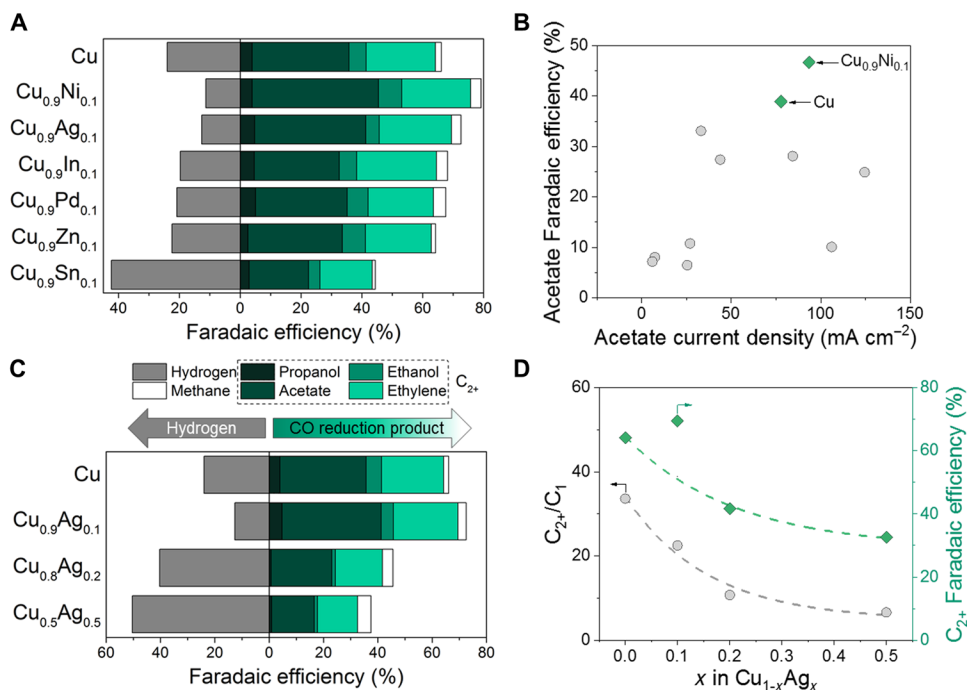 A
Cu
Cu0.9Ni0.1
Cu0.9Ag0.1
Cu0.9In0.1
Cu0.9Pd0.1
Cu0.9Zn0.1
Cu0.9Sn0.1
40 20 0 20 40 60 80
Faradaic efficiency (%)
B
Acetate Faradaic efficiency (%)
50
40
30
20
10
0
Cu0.9Ni0.1
Cu
0 50 100 150
Acetate current density (mA cm−2)
C
Hydrogen Propanol Ethanol
Methane Acetate Ethylene
C2+
Hydrogen CO reduction product
Cu
Cu0.9Ag0.1
Cu0.8Ag0.2
Cu0.5Ag0.5
60 40 20 0 20 40 60 80
Faradaic efficiency (%)
D
C2+/C1
60
40
20
0
80
60
40
20
0
C2+ Faradaic efficiency (%)
0.0 0.1 0.2 0.3 0.4 0.5
x in Cu1-xAgx